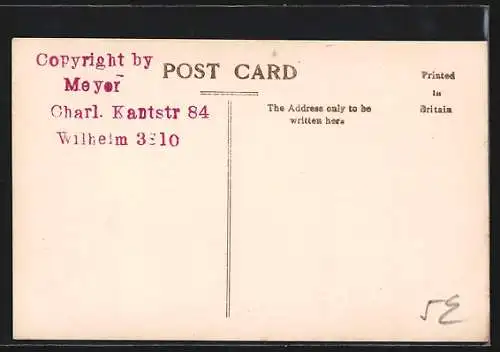 Copyright by
Meyer
Charl. Kantstr 84
Wilhelm 3510
POST CARD
The Address only to be
written here
Printed
in
Britain
5€